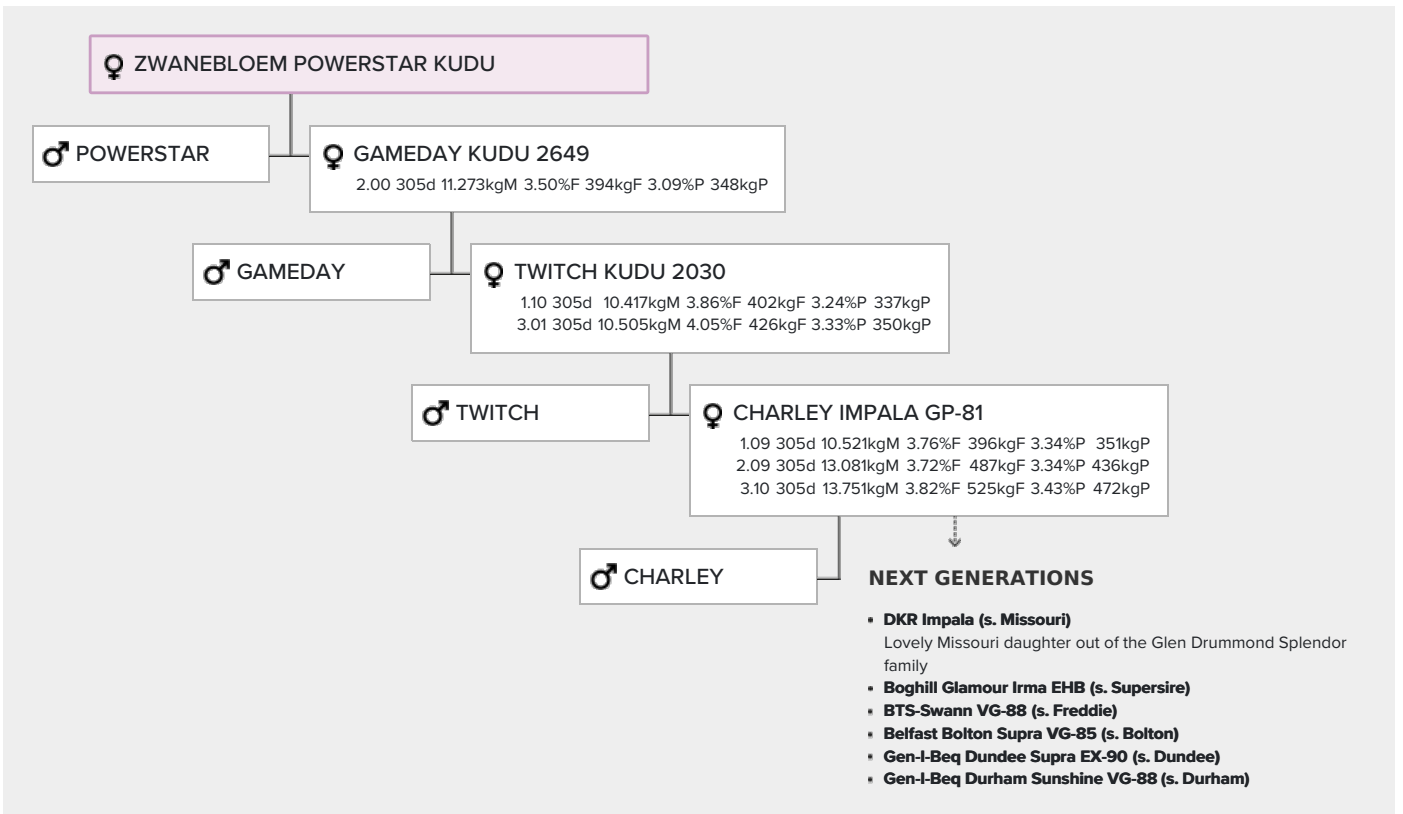 ZWANEBLOEM POWERSTAR KUDU
POWERSTAR
GAMEDAY KUDU 2649
2.00 305d 11.273kgM 3.50%F 394kgF 3.09%P 348kgP
GAMEDAY
TWITCH KUDU 2030
1.10 305d 10.417kgM 3.86%F 402kgF 3.24%P 337kgP
3.01 305d 10.505kgM 4.05%F 426kgF 3.33%P 350kgP
TWITCH
CHARLEY IMPALA GP-81
1.09 305d 10.521kgM 3.76%F 396kgF 3.34%P 351kgP
2.09 305d 13.081kgM 3.72%F 487kgF 3.34%P 436kgP
3.10 305d 13.751kgM 3.82%F 525kgF 3.43%P 472kgP
CHARLEY
NEXT GENERATIONS
DKR Impala (s. Missouri)
Lovely Missouri daughter out of the Glen Drummond Splendor
family
Boghill Glamour Irma EHB (s. Supersire)
BTS-Swann VG-88 (s. Freddie)
Belfast Bolton Supra VG-85 (s. Bolton)
Gen-I-Beq Dundee Supra EX-90 (s. Dundee)
Gen-I-Beq Durham Sunshine VG-88 (s. Durham)